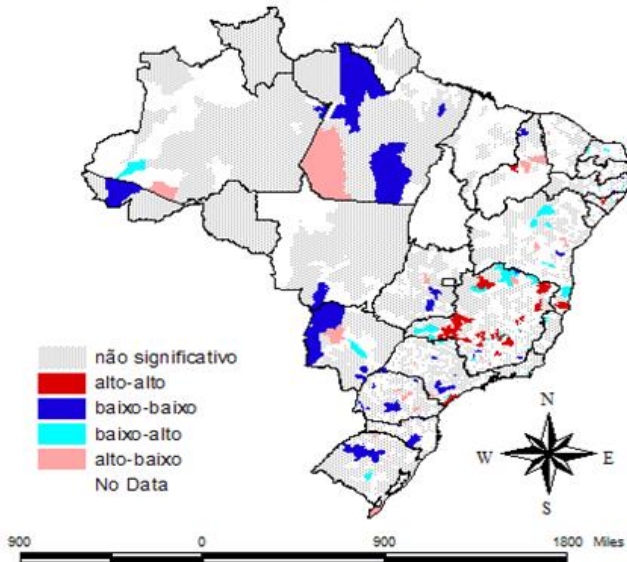 não significativo
alto-alto
baixo-baixo
baixo-alto
alto-baixo
No Data
N
W E
S
900 0 900 1800 Miles